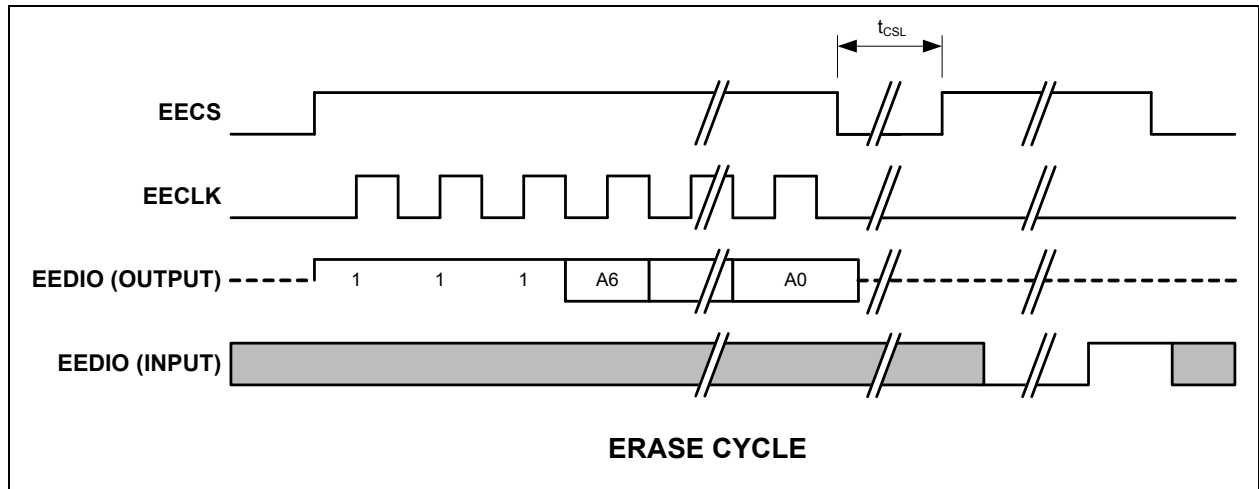 tCSL
EECS
EECLK
EEDIO (OUTPUT) 1 1 1 A6 A0
EEDIO (INPUT)
ERASE CYCLE